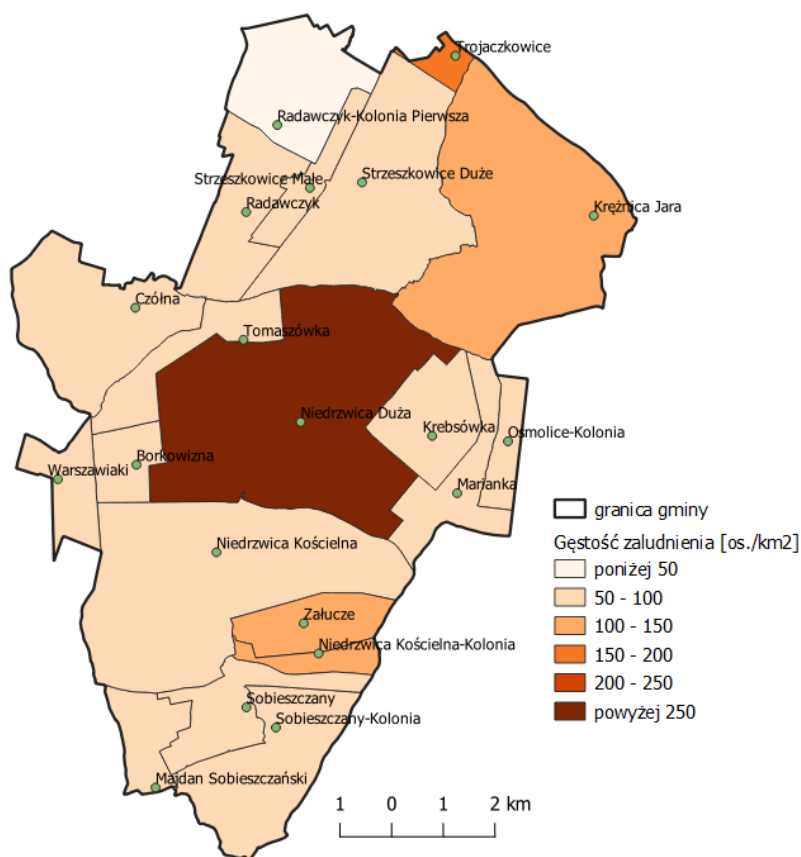 Trojaczkowice
Radawczyk-Kolonia Pierwsza
Strzeszkowice Małe
Strzeszkowice Duże
Radawczyk
Krężnica Jara
Czółna
Tomaszówka
Niedrzwica Duża
Krebsówka
Osmolice-Kolonia
Borkowizna
Warszawiaki
Marianka
granica gminy
Gęstość zaludnienia [os./km2]
poniżej 50
50 - 100
100 - 150
150 - 200
200 - 250
powyżej 250
Niedrzwica Kościelna
Załucze
Niedrzwica Kościelna-Kolonia
Sobieszczany
Sobieszczany-Kolonia
Majdan Sobieszczański
1 0 1 2 km